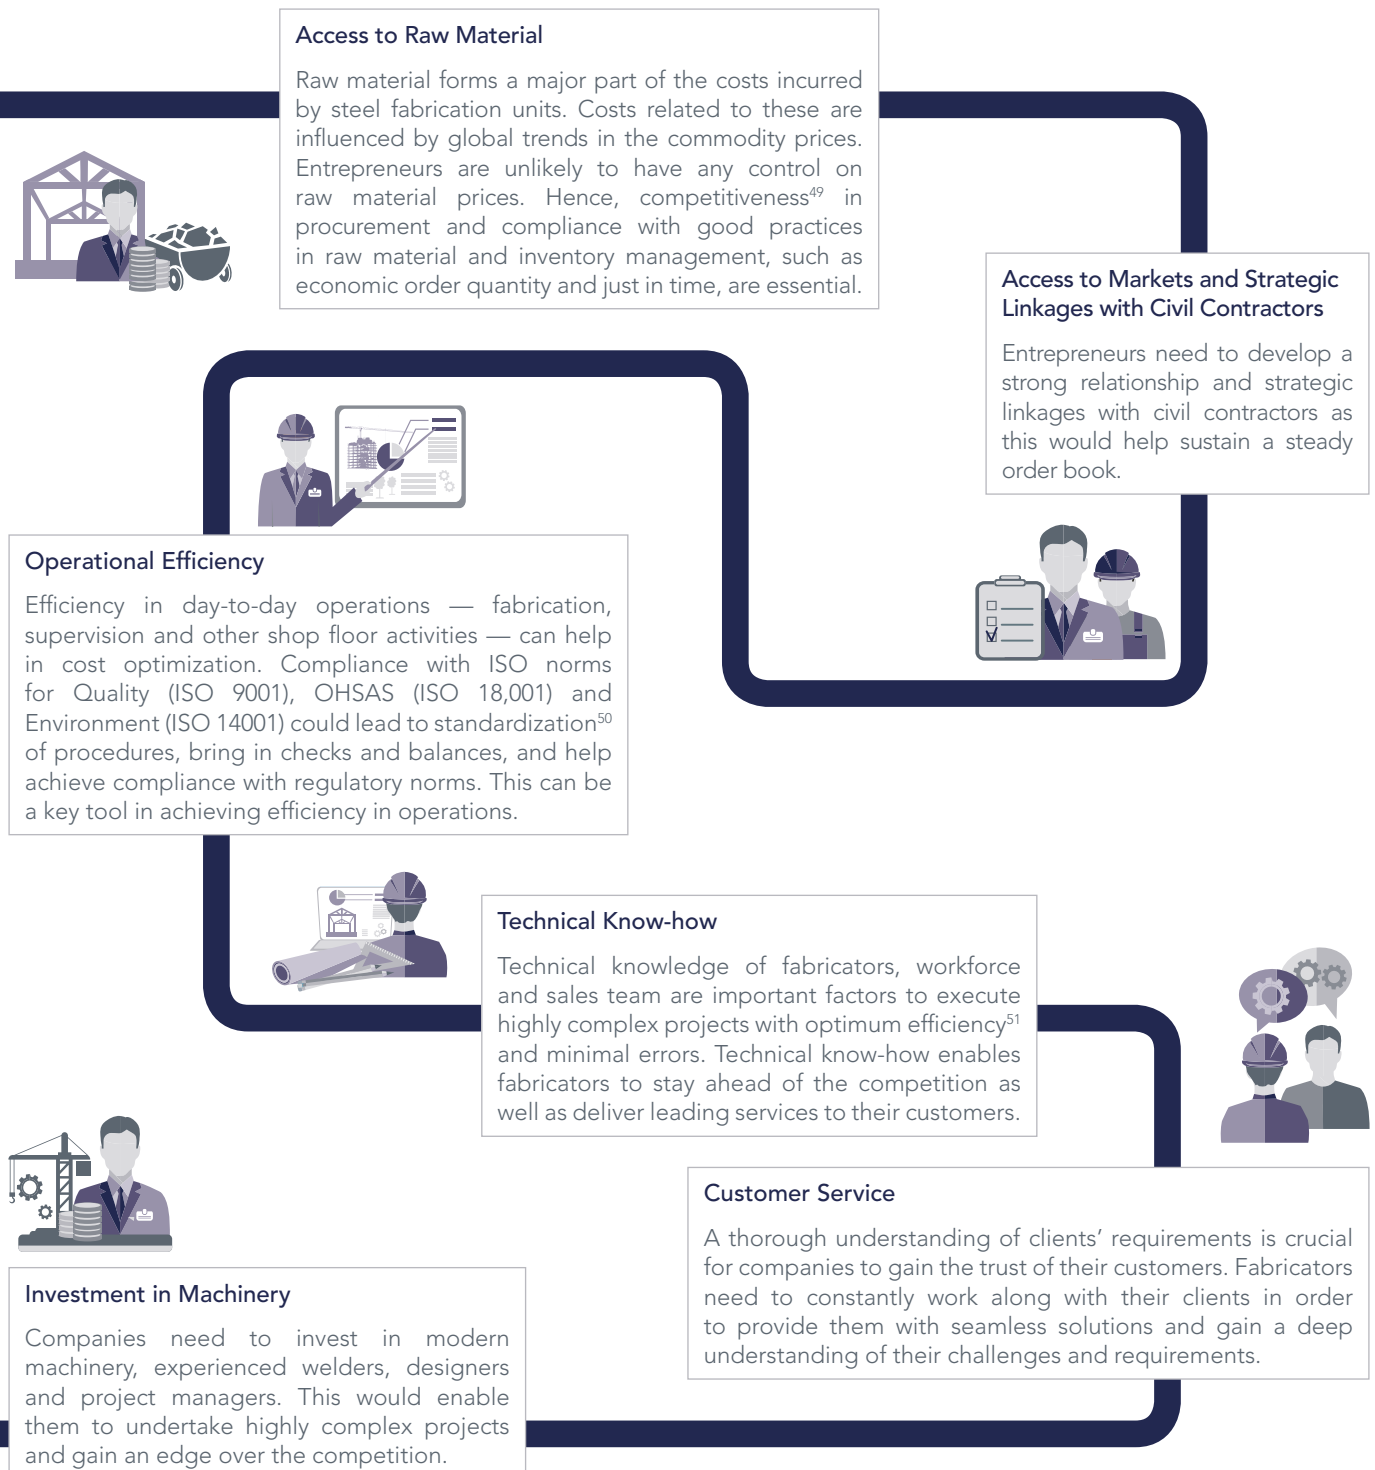 Access to Raw Material
Raw material forms a major part of the costs incurred
by steel fabrication units. Costs related to these are
influenced by global trends in the commodity prices.
Entrepreneurs are unlikely to have any control on
raw material prices. Hence, competitiveness49 in
procurement and compliance with good practices
in raw material and inventory management, such as
economic order quantity and just in time, are essential.
Access to Markets and Strategic
Linkages with Civil Contractors
Entrepreneurs need to develop a
strong relationship and strategic
linkages with civil contractors as
this would help sustain a steady
order book.
Operational Efficiency
Efficiency in day-to-day operations — fabrication,
supervision and other shop floor activities — can help
in cost optimization. Compliance with ISO norms
for Quality (ISO 9001), OHSAS (ISO 18,001) and
Environment (ISO 14001) could lead to standardization50
of procedures, bring in checks and balances, and help
achieve compliance with regulatory norms. This can be
a key tool in achieving efficiency in operations.
Technical Know-how
Technical knowledge of fabricators, workforce
and sales team are important factors to execute
highly complex projects with optimum efficiency51
and minimal errors. Technical know-how enables
fabricators to stay ahead of the competition as
well as deliver leading services to their customers.
Customer Service
A thorough understanding of clients’ requirements is crucial
for companies to gain the trust of their customers. Fabricators
need to constantly work along with their clients in order
to provide them with seamless solutions and gain a deep
understanding of their challenges and requirements.
Investment in Machinery
Companies need to invest in modern
machinery, experienced welders, designers
and project managers. This would enable
them to undertake highly complex projects
and gain an edge over the competition.